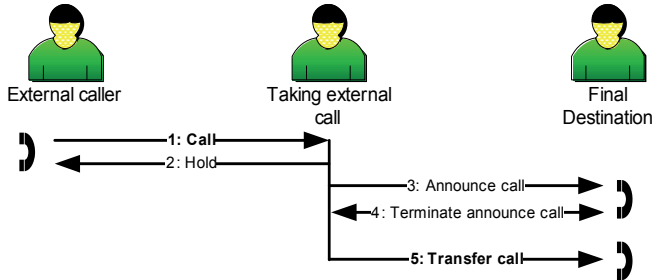 External caller
Taking external
call
Final
Destination
1: Call
2: Hold
3: Announce call
4: Terminate announce call
5: Transfer call